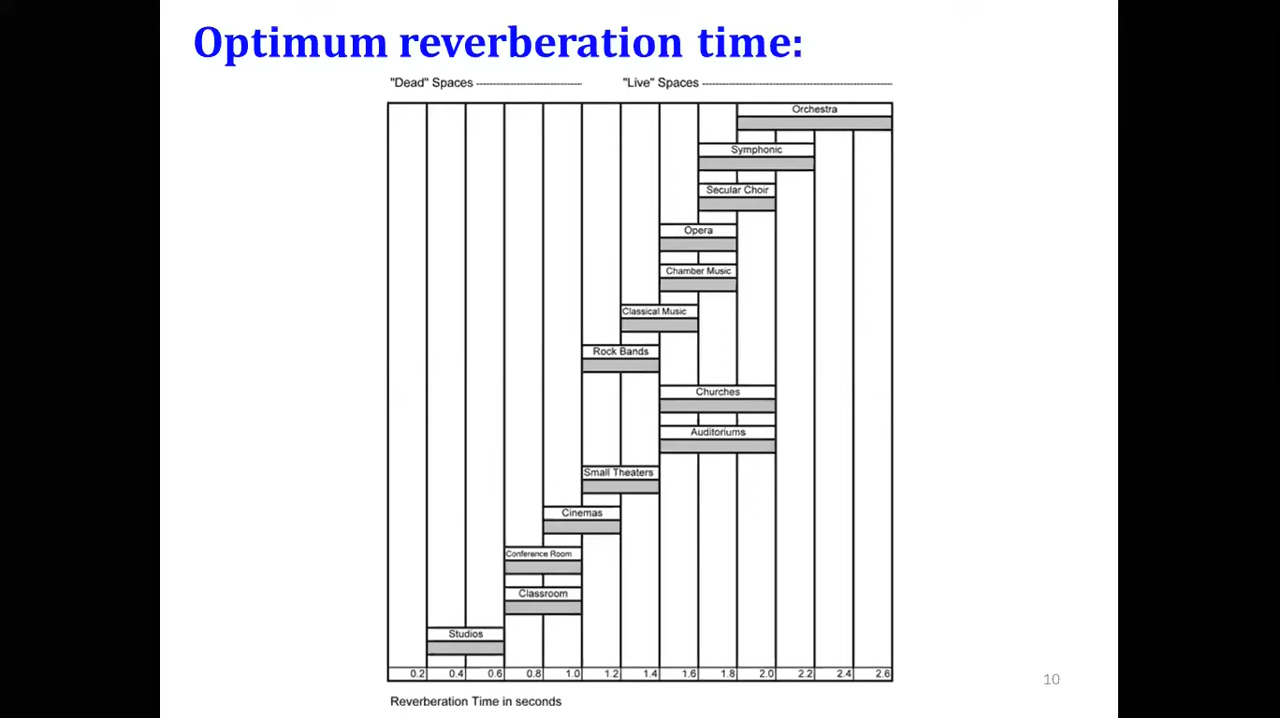 Optimum reverberation time:
"Dead" Spaces
"Live" Spaces
Orchestra
Symphonic
Secular Choir
Opera
Chamber Music
Classical Music
Rock Bands
Churches
Auditoriums
Small Theaters
Cinemas
Conference Room
Classroom
Studios
0.2 0.4 0.6 0.8 1.0 1.2 1.4 1.6 1.8 2.0 2.2 2.4 2.6
Reverberation Time in seconds
10